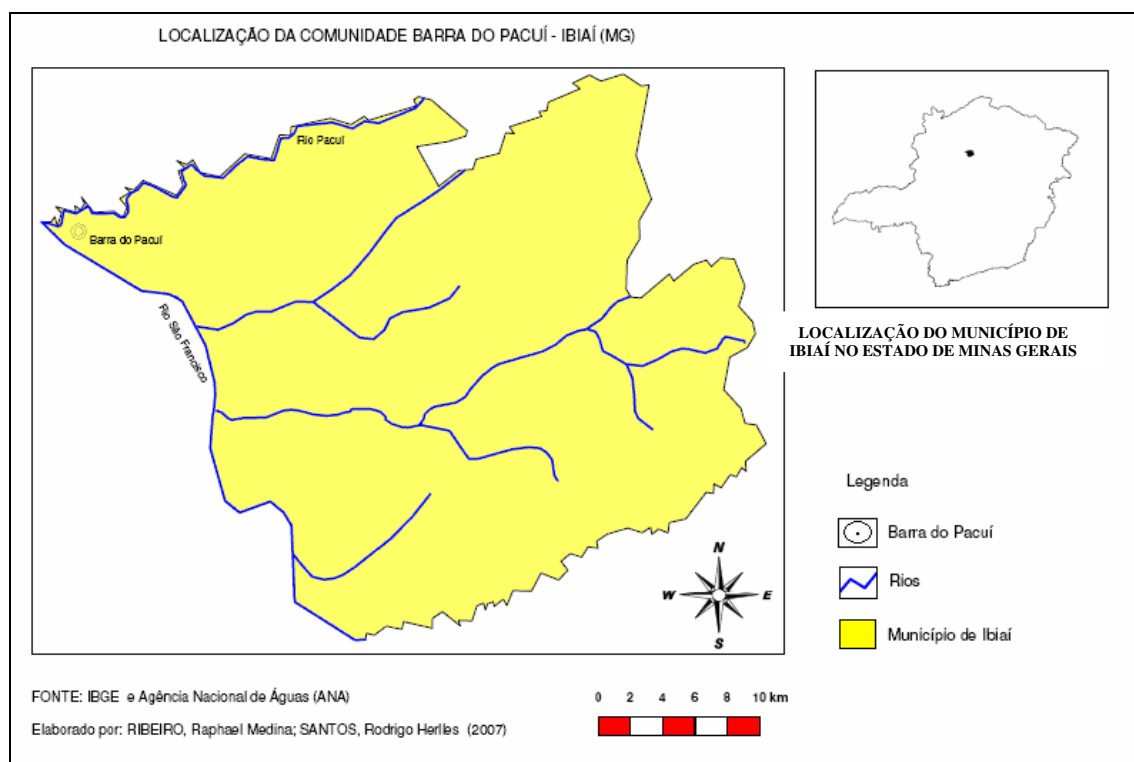 LOCALIZAÇÃO DA COMUNIDADE BARRA DO PACUÍ - IBIAÍ (MG)
Rio Pacuí
Barra do Pacuí
Rio São Francisco
LOCALIZAÇÃO DO MUNICÍPIO DE
IBIAÍ NO ESTADO DE MINAS GERAIS
Legenda
Barra do Pacuí
Rios
Município de Ibiaí
N
W
E
S
FONTE: IBGE e Agência Nacional de Águas (ANA)
0 2 4 6 8 10 km
Elaborado por: RIBEIRO, Raphael Medina; SANTOS, Rodrigo Herlles (2007)